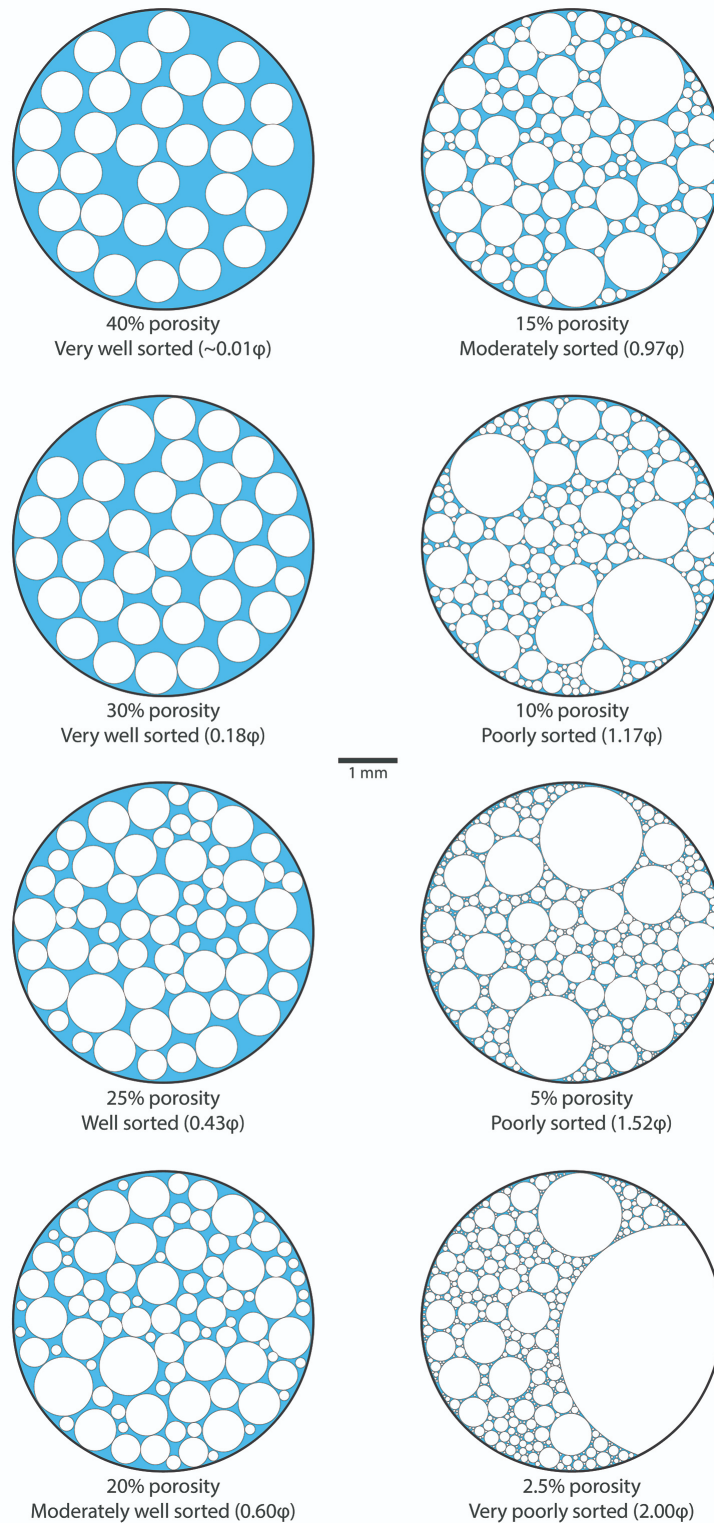 40% porosity
Very well sorted (~0.01φ)
15% porosity
Moderately sorted (0.97φ)
30% porosity
Very well sorted (0.18φ)
10% porosity
Poorly sorted (1.17φ)
1 mm
25% porosity
Well sorted (0.43φ)
5% porosity
Poorly sorted (1.52φ)
20% porosity
Moderately well sorted (0.60φ)
2.5% porosity
Very poorly sorted (2.00φ)